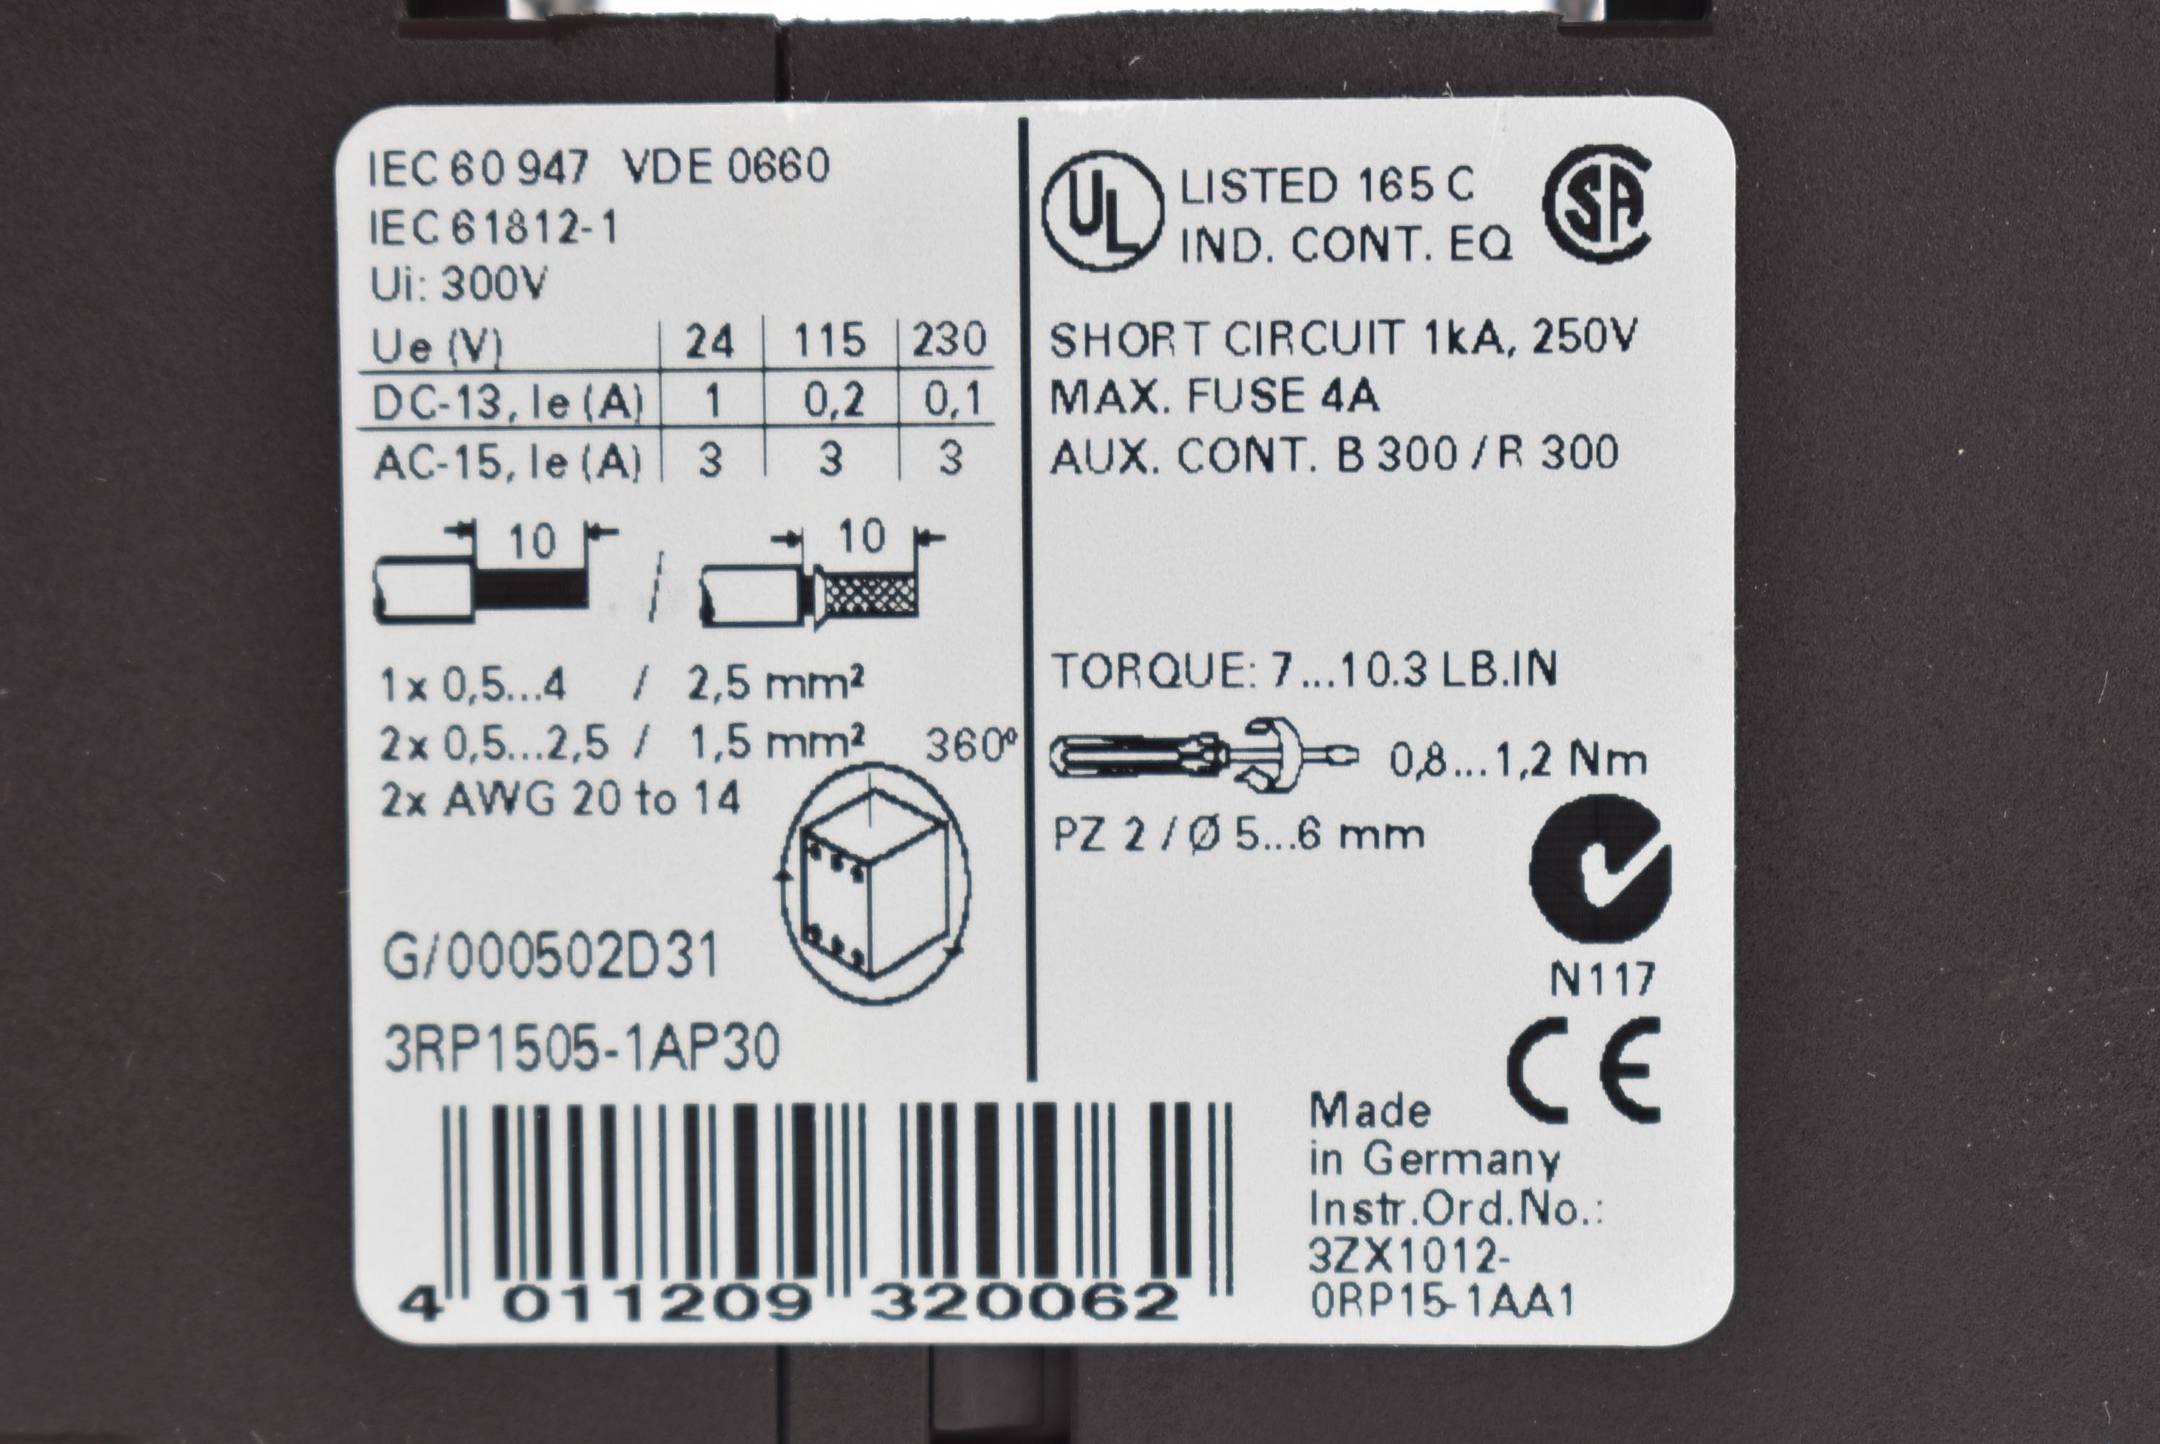 IEC 60 947 VDE 0660
IEC 61812-1
Ui: 300V
Ue (V) 24 115 230
DC-13, Ie (A) 1 0,2 0,1
AC-15, Ie (A) 3 3 3
10 / 10
1x 0,5...4 / 2,5 mm²
2x 0,5...2,5 / 1,5 mm²
2x AWG 20 to 14
360°
G/000502D31
3RP1505-1AP30
UL LISTED 165 C
IND. CONT. EQ
SA
SHORT CIRCUIT 1kA, 250V
MAX. FUSE 4A
AUX. CONT. B 300 / R 300
TORQUE: 7...10.3 LB.IN
0,8...1,2 Nm
PZ 2 / Ø 5...6 mm
N117
CE
Made
in Germany
Instr.Ord.No.:
3ZX1012-
0RP15-1AA1
4 011209 320062